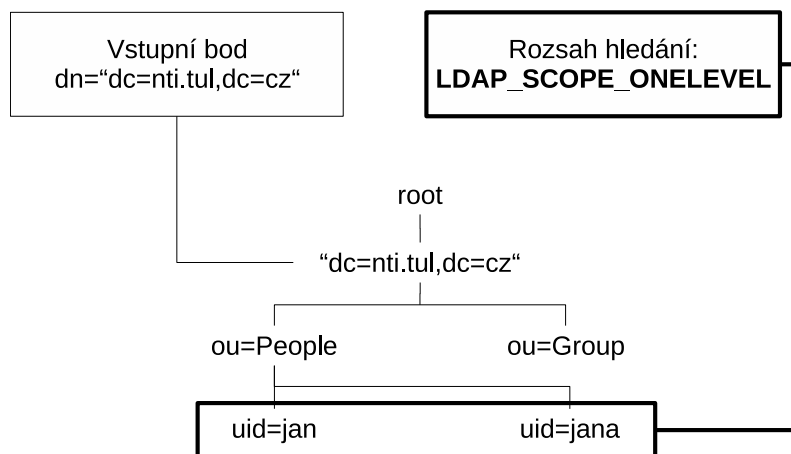 Vstupní bod
dn=“dc=nti.tul,dc=cz“
Rozsah hledání:
LDAP_SCOPE_ONELEVEL
root
“dc=nti.tul,dc=cz“
ou=People
ou=Group
uid=jan
uid=jana